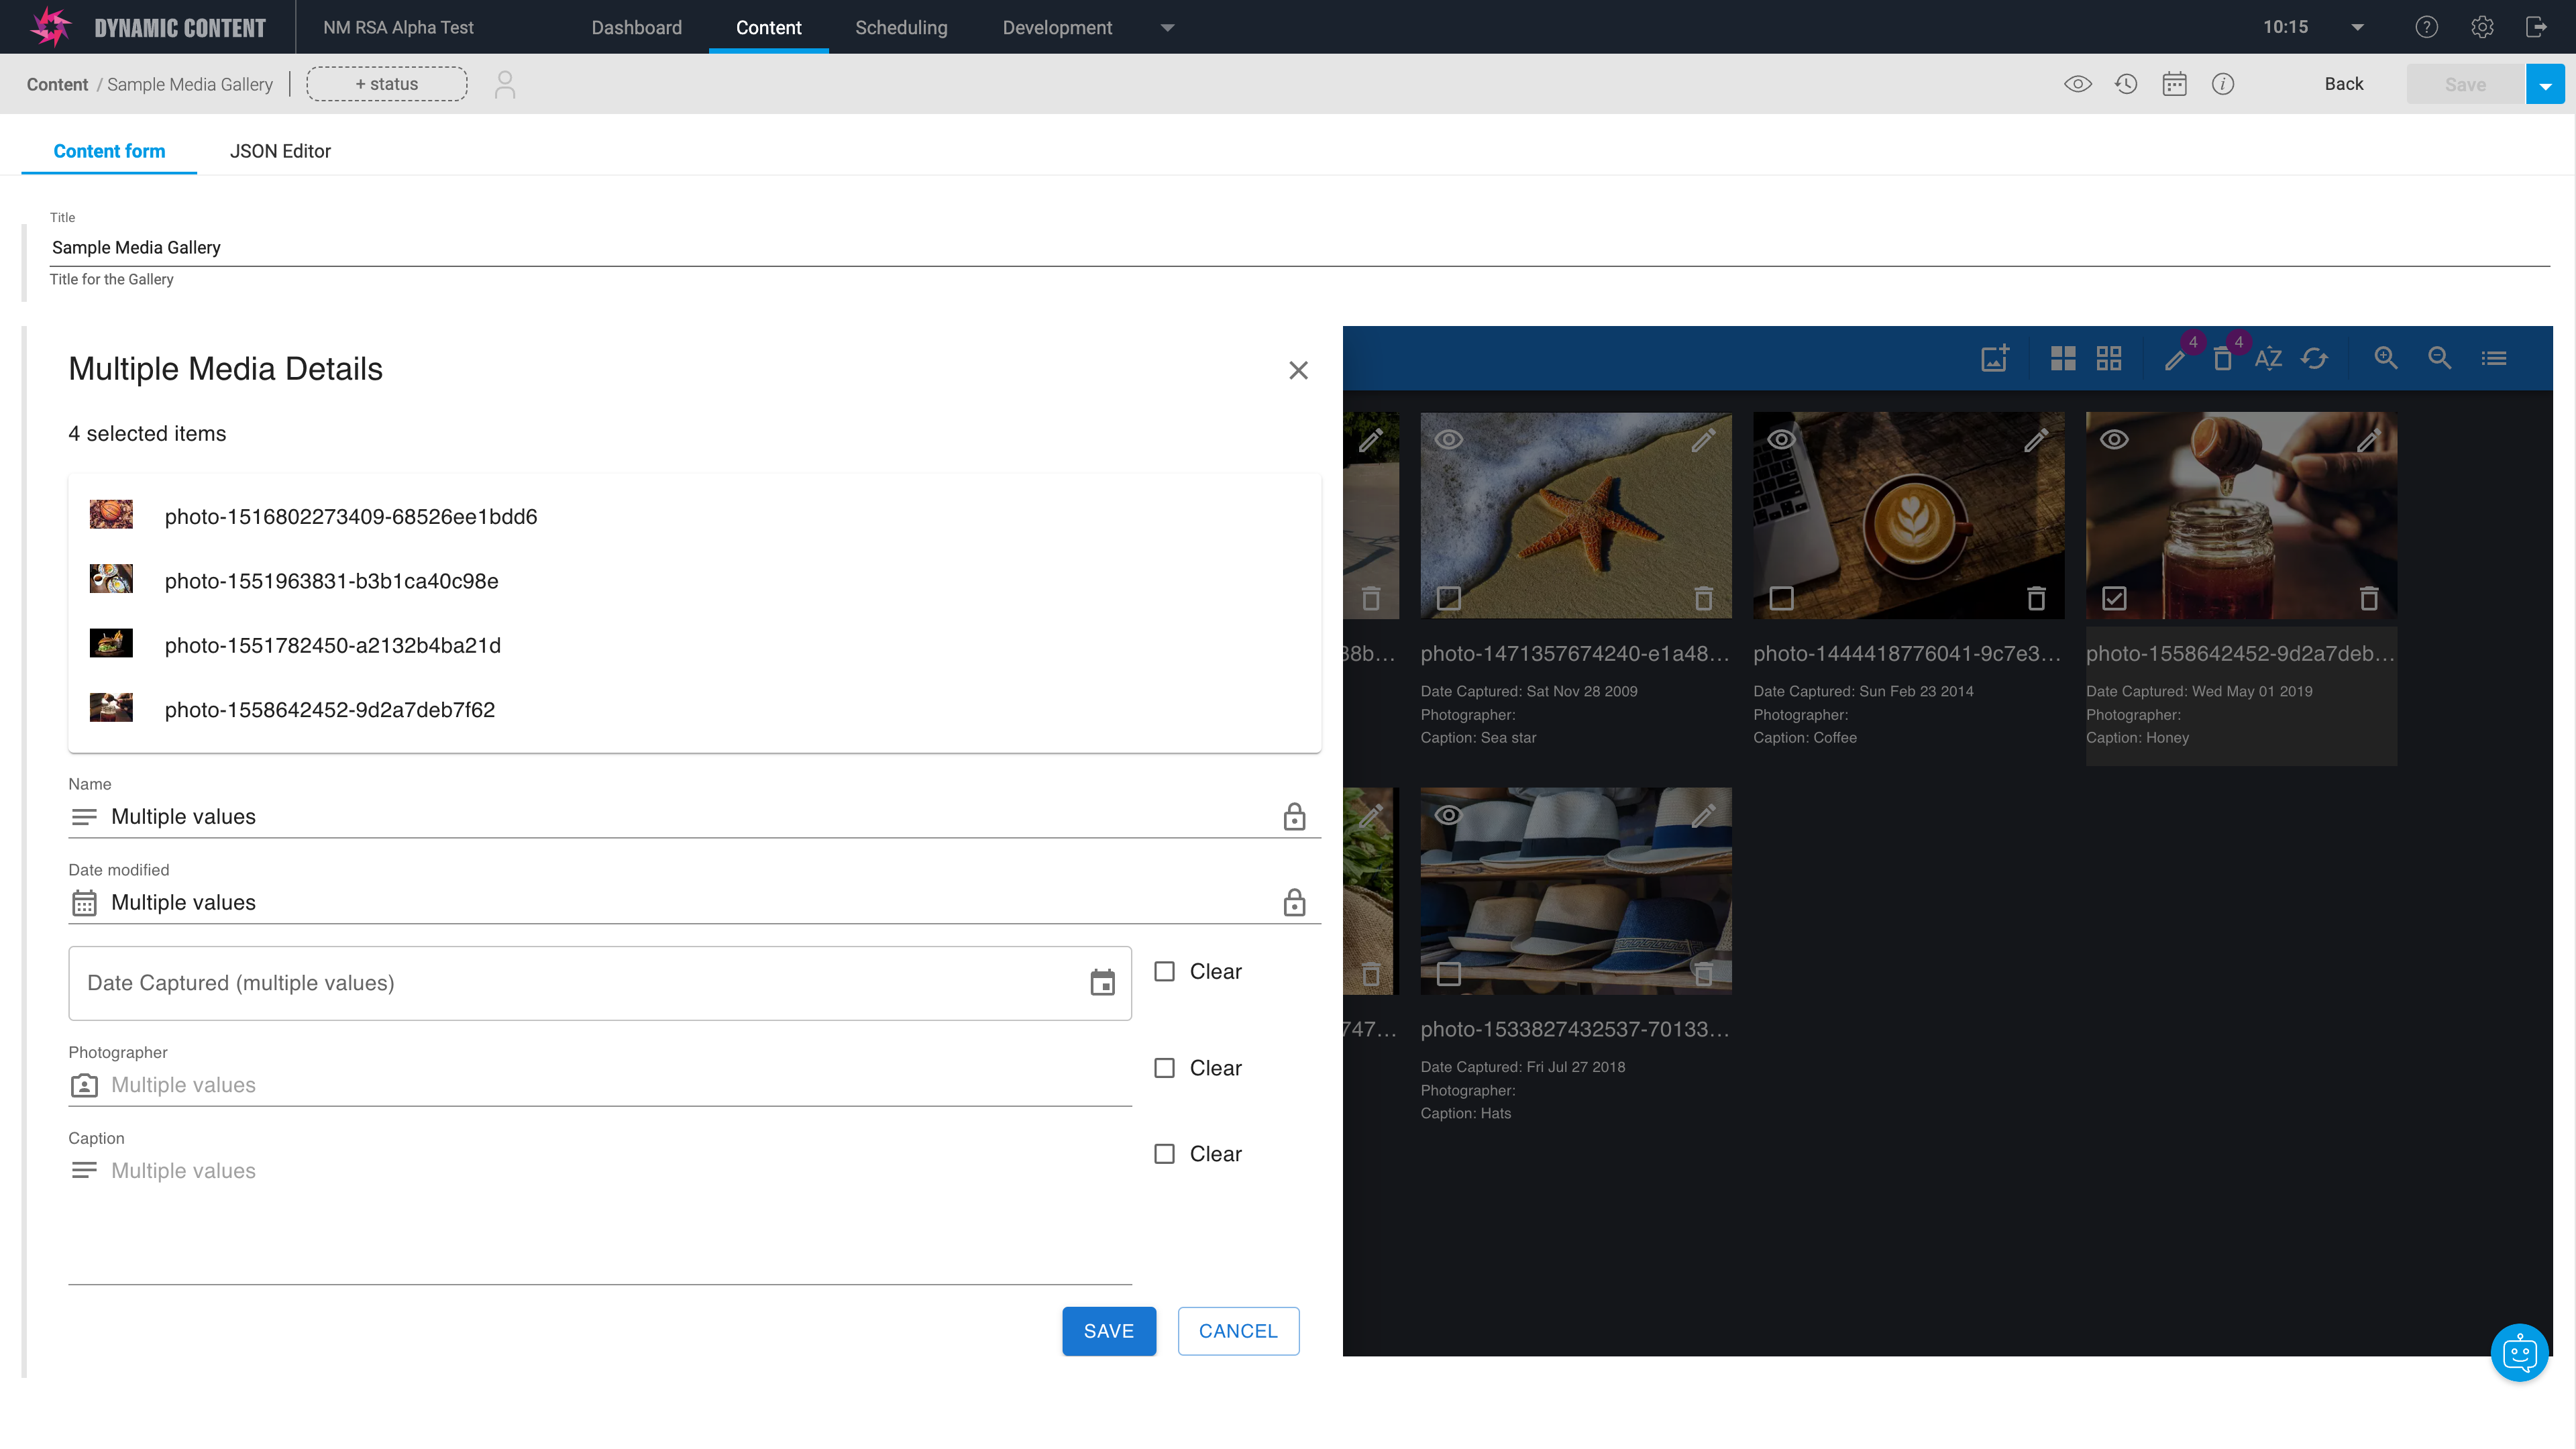 DYNAMIC CONTENT
NM RSA Alpha Test
Dashboard
Content
Scheduling
Development
10:15
Content / Sample Media Gallery
+ status
Back
Save
Content form
JSON Editor
Title
Sample Media Gallery
Title for the Gallery
Multiple Media Details
4 selected items
photo-1516802273409-68526ee1bdd6
photo-1551963831-b3b1ca40c98e
photo-1551782450-a2132b4ba21d
photo-1558642452-9d2a7deb7f62
Name
Multiple values
Date modified
Multiple values
Date Captured (multiple values)
Clear
Photographer
Multiple values
Clear
Caption
Multiple values
Clear
SAVE
CANCEL
4
4
AZ
38b...
photo-1471357674240-e1a48...
Date Captured: Sat Nov 28 2009
Photographer:
Caption: Sea star
photo-1444418776041-9c7e3...
Date Captured: Sun Feb 23 2014
Photographer:
Caption: Coffee
photo-1558642452-9d2a7deb...
Date Captured: Wed May 01 2019
Photographer:
Caption: Honey
747...
photo-1533827432537-70133...
Date Captured: Fri Jul 27 2018
Photographer:
Caption: Hats